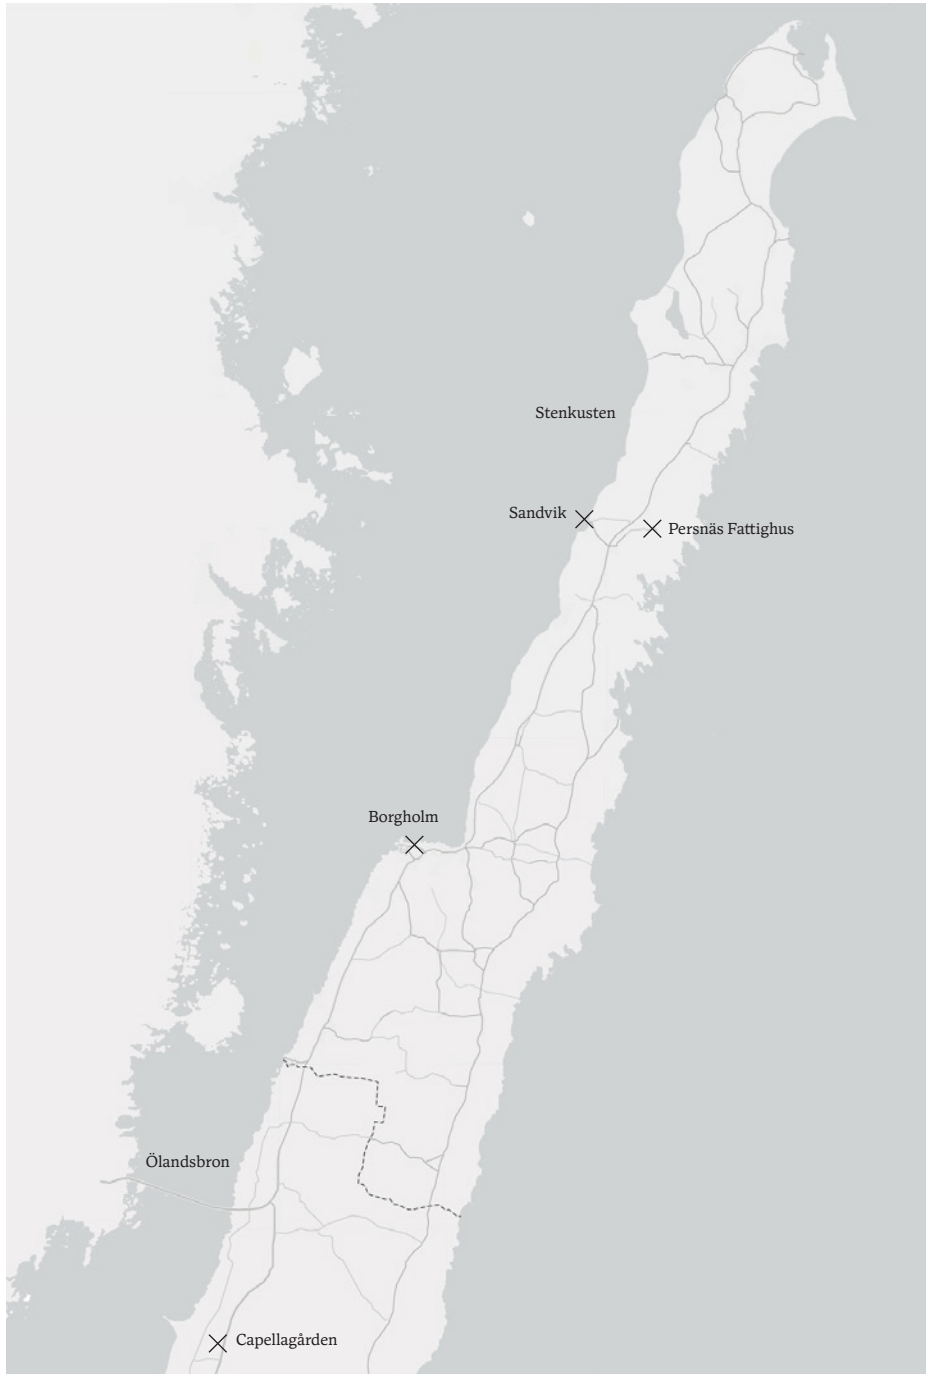 Stenkusten
Sandvik
Persnäs Fattighus
Borgholm
Ölandsbron
Capellagården